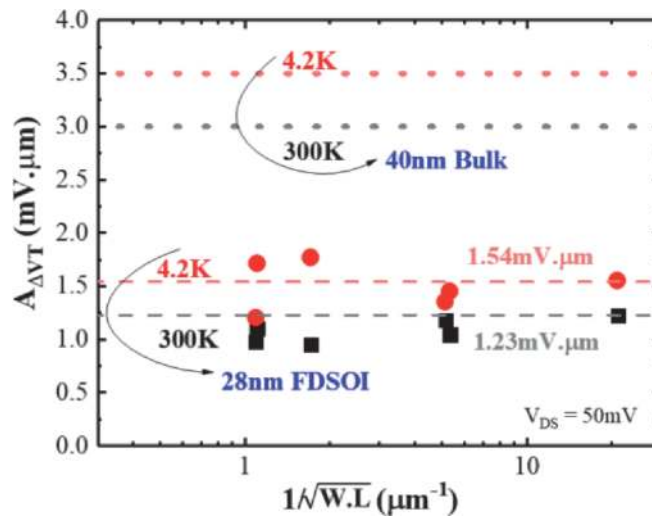 4.0
3.5
3.0
2.5
2.0
1.5
1.0
0.5
0.0
A_ΔVT (mV.μm)
4.2K
300K
40nm Bulk
4.2K
1.54mV.μm
300K
1.23mV.μm
28nm FDSOI
V_DS = 50mV
1 10
1/√W.L (μm⁻¹)